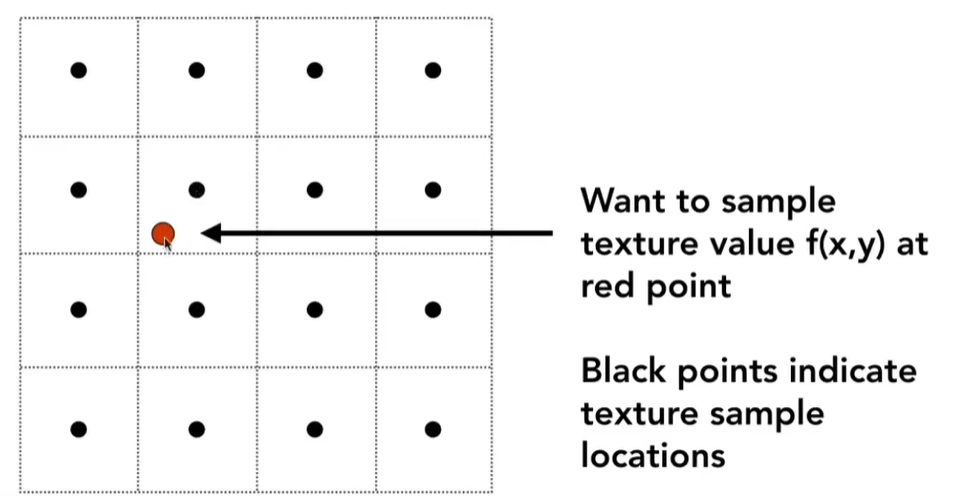 Want to sample
texture value f(x,y) at
red point
Black points indicate
texture sample
locations